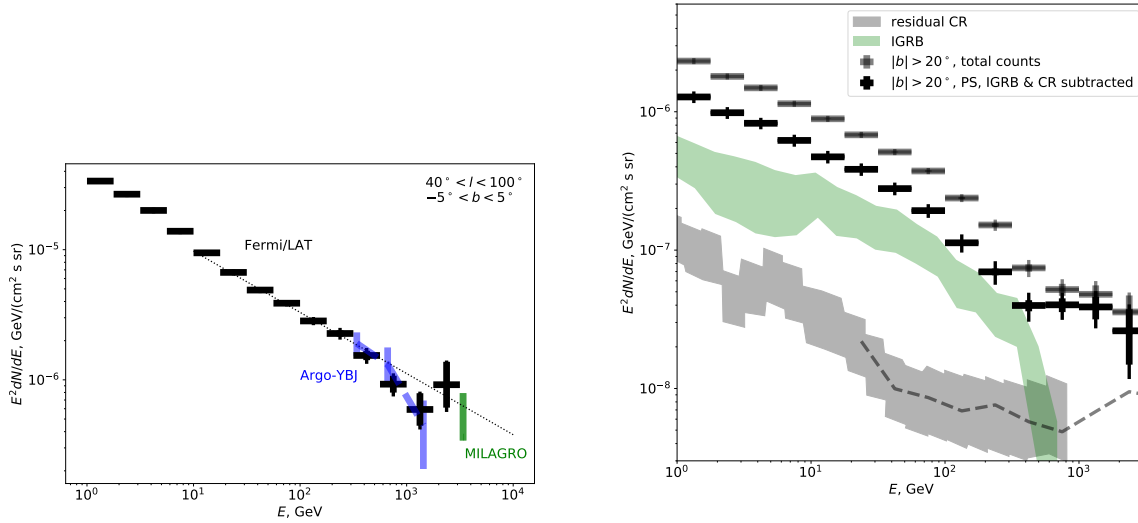 40° < l < 100°
−5° < b < 5°
Fermi/LAT
Argo-YBJ
MILAGRO
10⁻⁵
10⁻⁶
E²dN/dE, GeV/(cm² s sr)
10⁰ 10¹ 10² 10³ 10⁴
E, GeV
residual CR
IGRB
|b| > 20°, total counts
|b| > 20°, PS, IGRB & CR subtracted
10⁻⁶
10⁻⁷
10⁻⁸
E²dN/dE, GeV/(cm² s sr)
10⁰ 10¹ 10² 10³
E, GeV